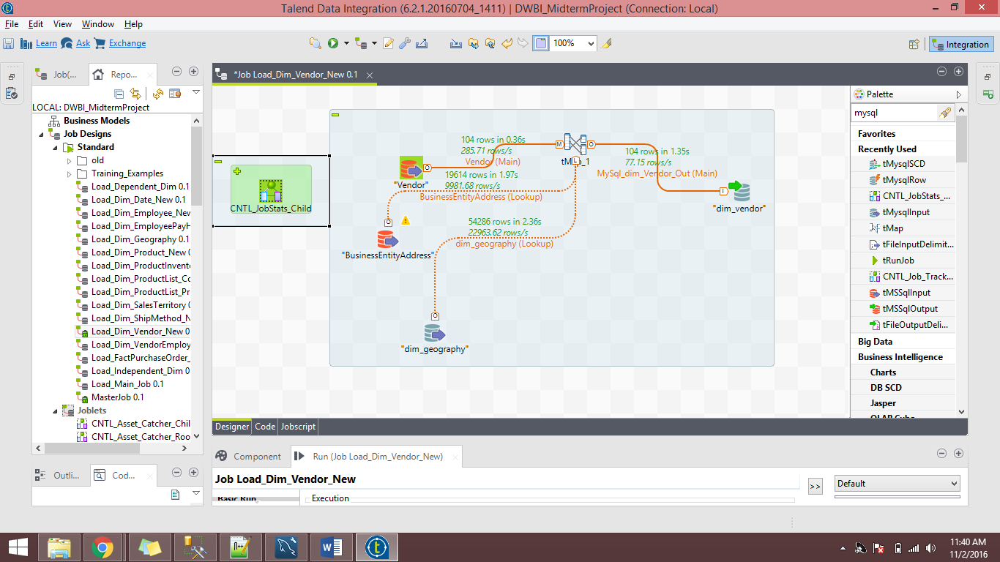 Talend Data Integration (6.2.1.20160704_1411) | DWBI_MidtermProject (Connection: Local)
File Edit View Window Help
Learn Ask Exchange
100%
Integration
Job(...
Repo...
LOCAL: DWBI_MidtermProject
Business Models
Job Designs
Standard
old
Training_Examples
Load_Dependent_Dim 0.1
Load_Dim_Date_New 0.1
Load_Dim_Employee_New
Load_Dim_EmployeePayH
Load_Dim_Geography 0.1
Load_Dim_Product_New 0
Load_Dim_ProductInvent
Load_Dim_ProductList_Co
Load_Dim_ProductList_Pr
Load_Dim_SalesTerritory 0
Load_Dim_ShipMethod_N
Load_Dim_Vendor_New 0
Load_Dim_VendorEmploy
Load_FactPurchaseOrder_
Load_Independent_Dim 0
Load_Main_Job 0.1
MasterJob 0.1
Joblets
CNTL_Asset_Catcher_Chil
CNTL_Asset_Catcher_Roo
Outli...
Cod...
*Job Load_Dim_Vendor_New 0.1
CNTL_JobStats_Child
104 rows in 0.36s
285.71 rows/s
Vendor (Main)
"Vendor"
M
O
O
104 rows in 1.35s
77.15 rows/s
MySql_dim_Vendor_Out (Main)
I
"dim_vendor"
19614 rows in 1.97s
9981.68 rows/s
BusinessEntityAddress (Lookup)
O
"BusinessEntityAddress"
54286 rows in 2.36s
22963.62 rows/s
dim_geography (Lookup)
O
"dim_geography"
Designer Code Jobscript
Palette
mysql
Favorites
Recently Used
tMysqlSCD
tMysqlRow
CNTL_JobStats_...
tMysqlInput
tMap
tFileInputDelimit...
tRunJob
CNTL_Job_Track...
tMSSqlInput
tMSSqlOutput
tFileOutputDeli...
Big Data
Business Intelligence
Charts
DB SCD
Jasper
OLAP Cube
Component
Run (Job Load_Dim_Vendor_New)
Job Load_Dim_Vendor_New
>>
Default
Basic Run
Execution
11:40 AM
11/2/2016